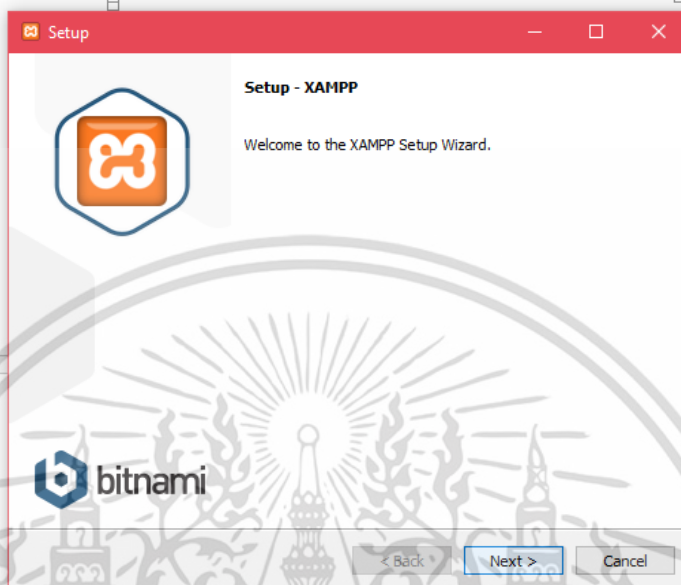 Setup
Setup - XAMPP
Welcome to the XAMPP Setup Wizard.
bitnami
< Back
Next >
Cancel